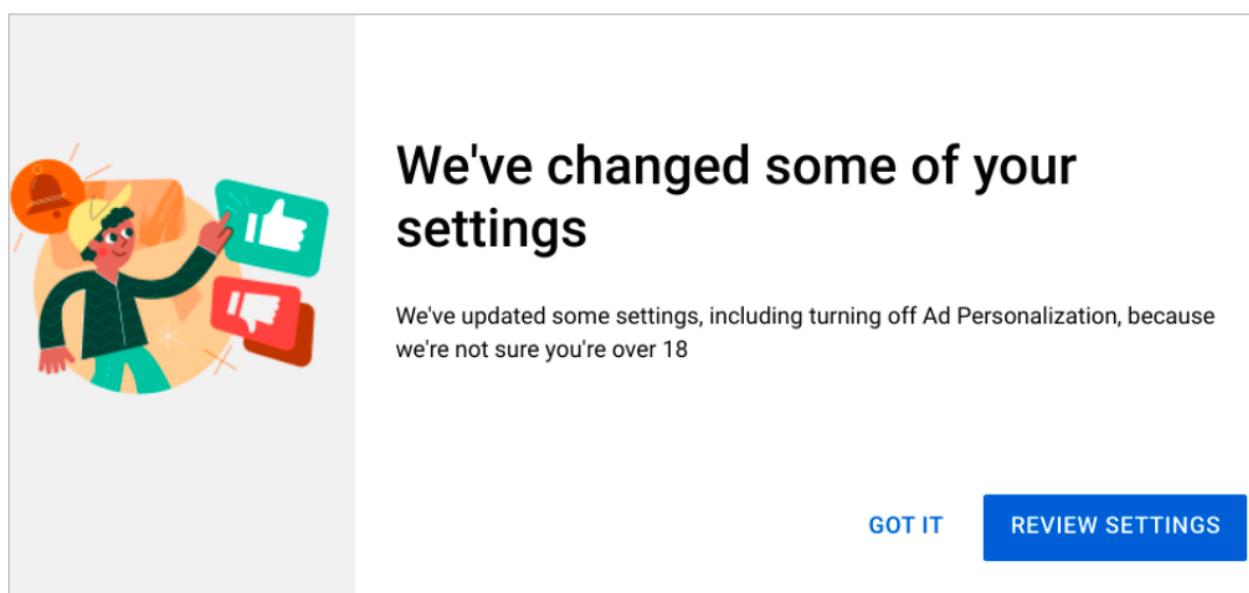 We've changed some of your
settings
We've updated some settings, including turning off Ad Personalization, because
we're not sure you're over 18
GOT IT
REVIEW SETTINGS